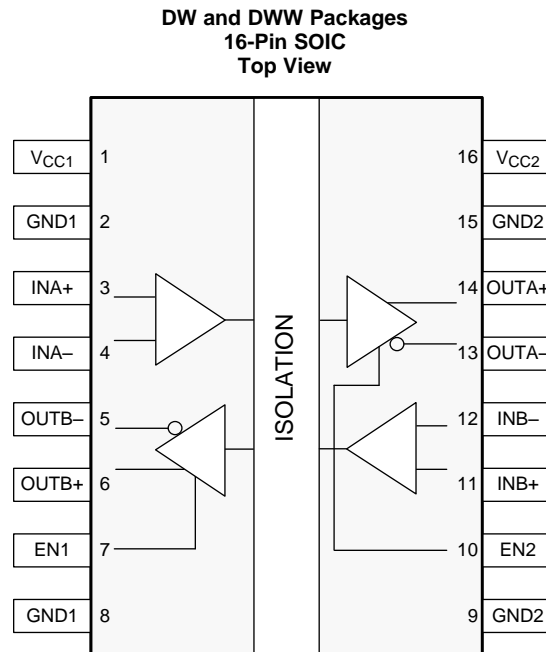 DW and DWW Packages
16-Pin SOIC
Top View
VCC1 1 16 VCC2
GND1 2 15 GND2
INA+ 3 14 OUTA+
INA– 4 13 OUTA–
ISOLATION
OUTB– 5 12 INB–
OUTB+ 6 11 INB+
EN1 7 10 EN2
GND1 8 9 GND2